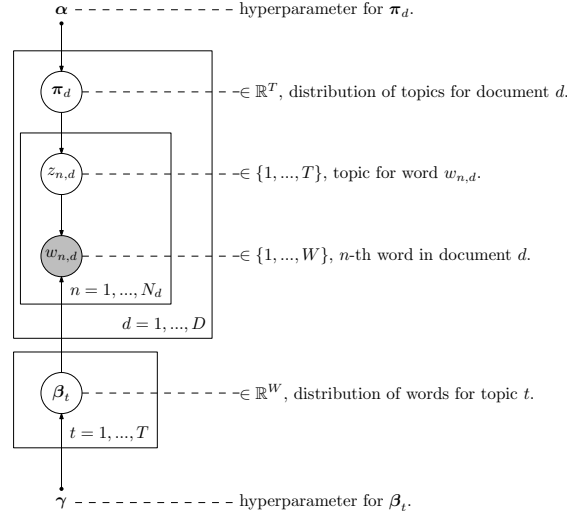 α hyperparameter for π_d.
π_d ∈ ℝ^T, distribution of topics for document d.
z_{n,d} ∈ {1, ..., T}, topic for word w_{n,d}.
w_{n,d} ∈ {1, ..., W}, n-th word in document d.
n = 1, ..., N_d
d = 1, ..., D
β_t ∈ ℝ^W, distribution of words for topic t.
t = 1, ..., T
γ hyperparameter for β_t.